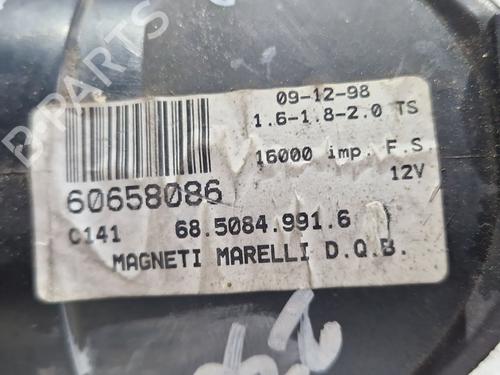 09-12-98
1.6-1.8-2.0 TS
16000 imp. F.S.
12V
60658086
C141 68.5084.991.6
MAGNETI MARELLI D.Q.B.